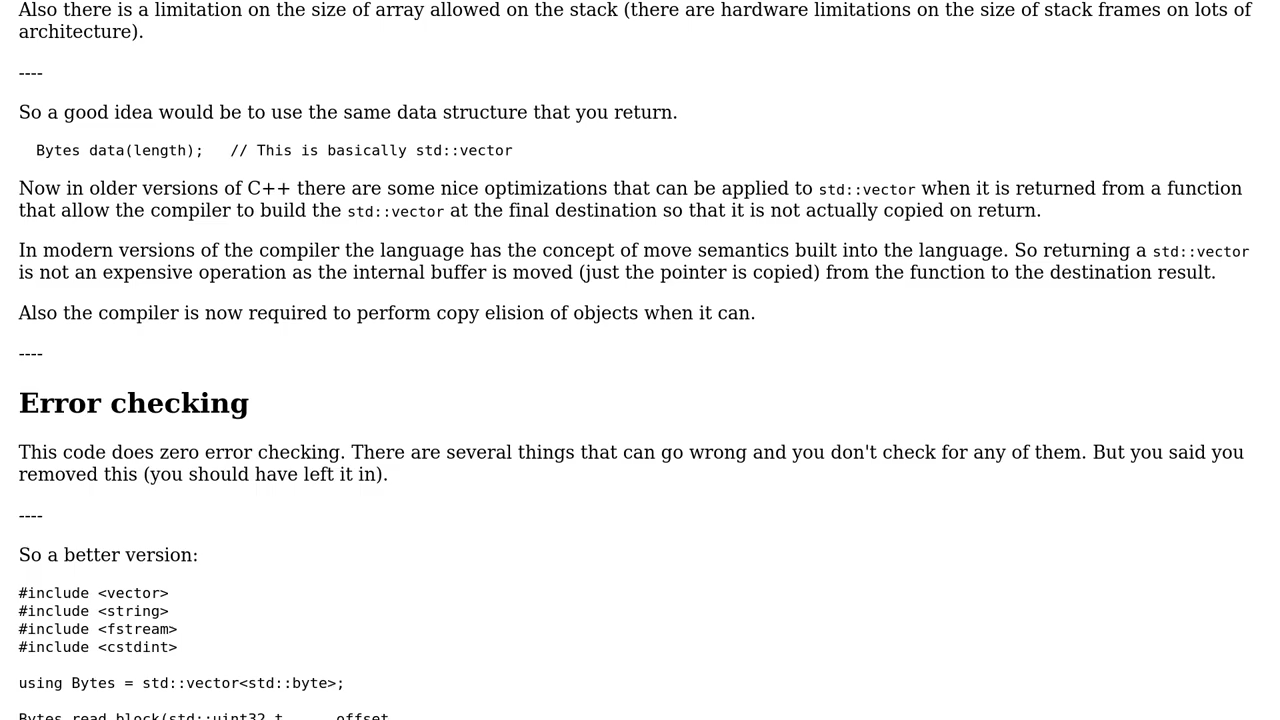 Also there is a limitation on the size of array allowed on the stack (there are hardware limitations on the size of stack frames on lots of
architecture).
----
So a good idea would be to use the same data structure that you return.
Bytes data(length);   // This is basically std::vector
Now in older versions of C++ there are some nice optimizations that can be applied to std::vector when it is returned from a function
that allow the compiler to build the std::vector at the final destination so that it is not actually copied on return.
In modern versions of the compiler the language has the concept of move semantics built into the language. So returning a std::vector
is not an expensive operation as the internal buffer is moved (just the pointer is copied) from the function to the destination result.
Also the compiler is now required to perform copy elision of objects when it can.
----
Error checking
This code does zero error checking. There are several things that can go wrong and you don't check for any of them. But you said you
removed this (you should have left it in).
----
So a better version:
#include <vector>
#include <string>
#include <fstream>
#include <cstdint>
using Bytes = std::vector<std::byte>;
Bytes read_block(std::uint32_t      offset,